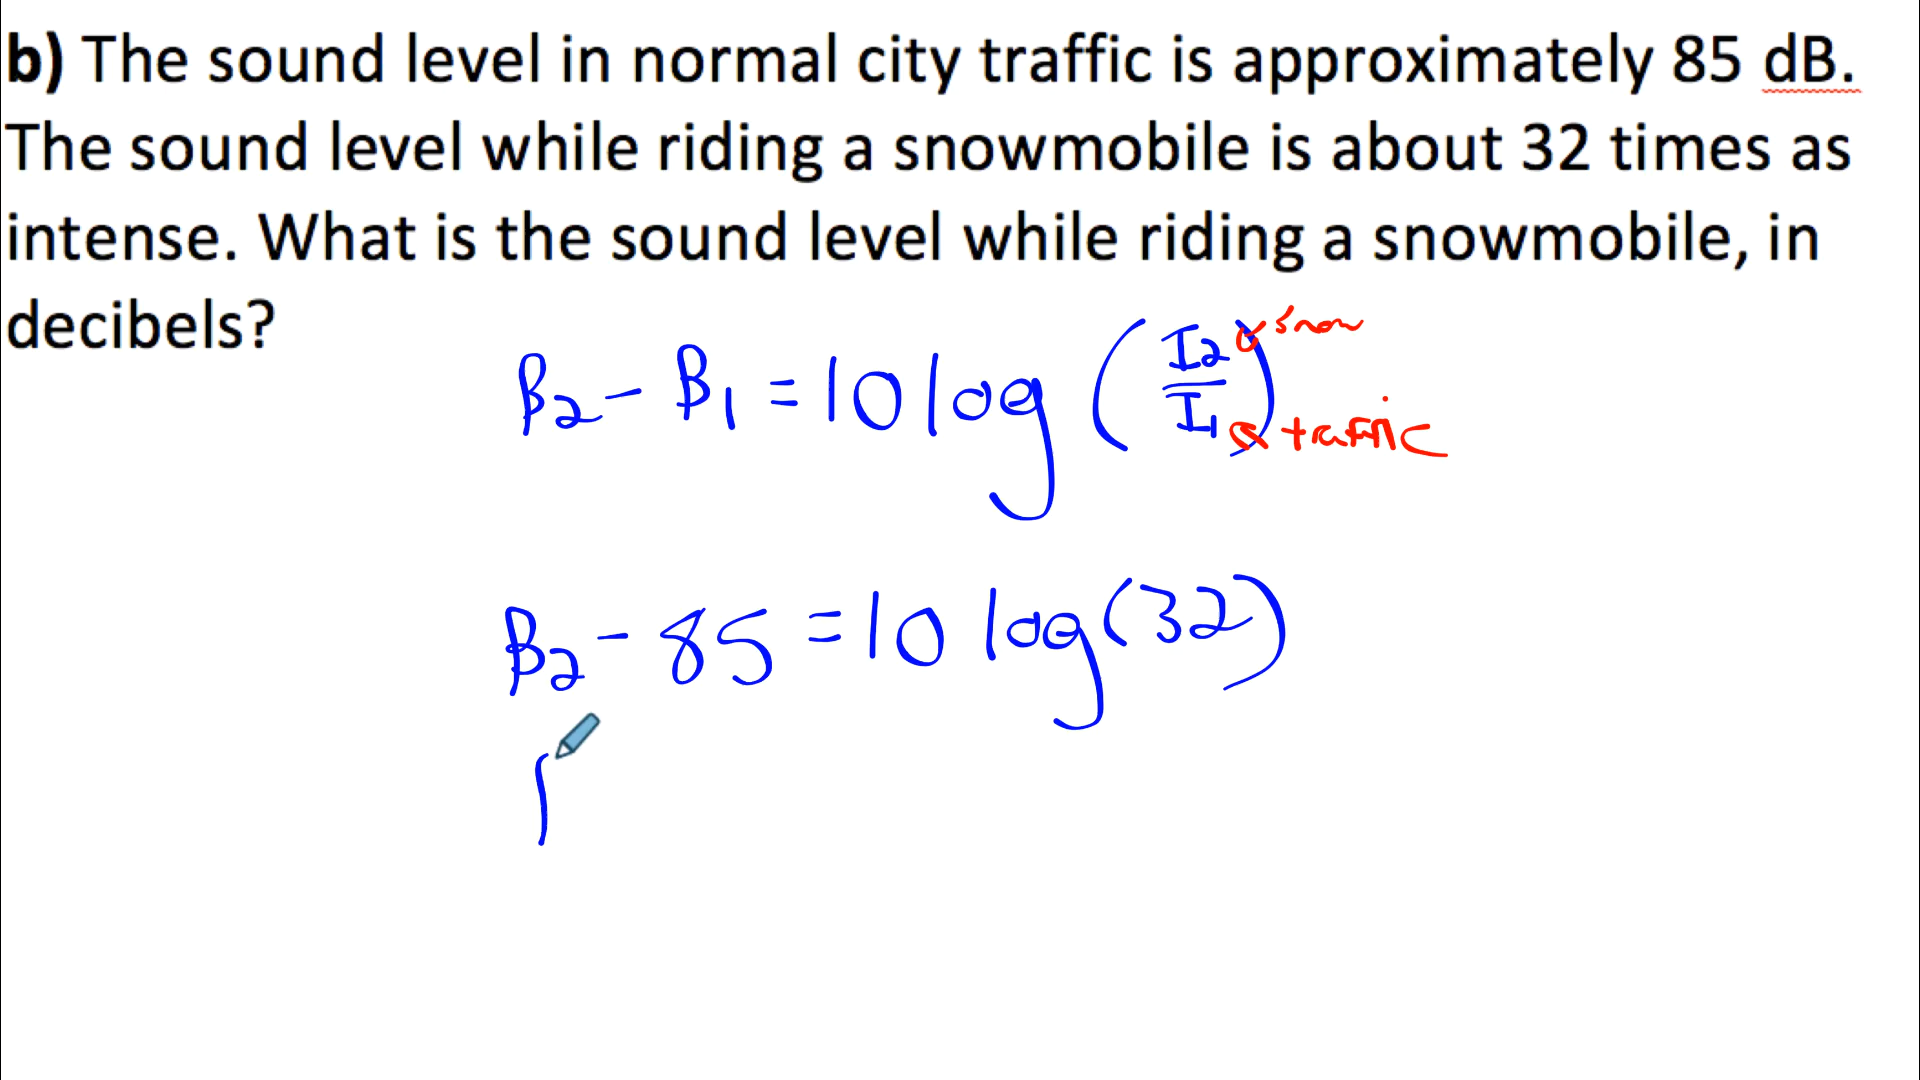 b) The sound level in normal city traffic is approximately 85 dB.
The sound level while riding a snowmobile is about 32 times as
intense. What is the sound level while riding a snowmobile, in
decibels?
β2 - β1 = 10 log (I2/I1) snow traffic
β2 - 85 = 10 log(32)